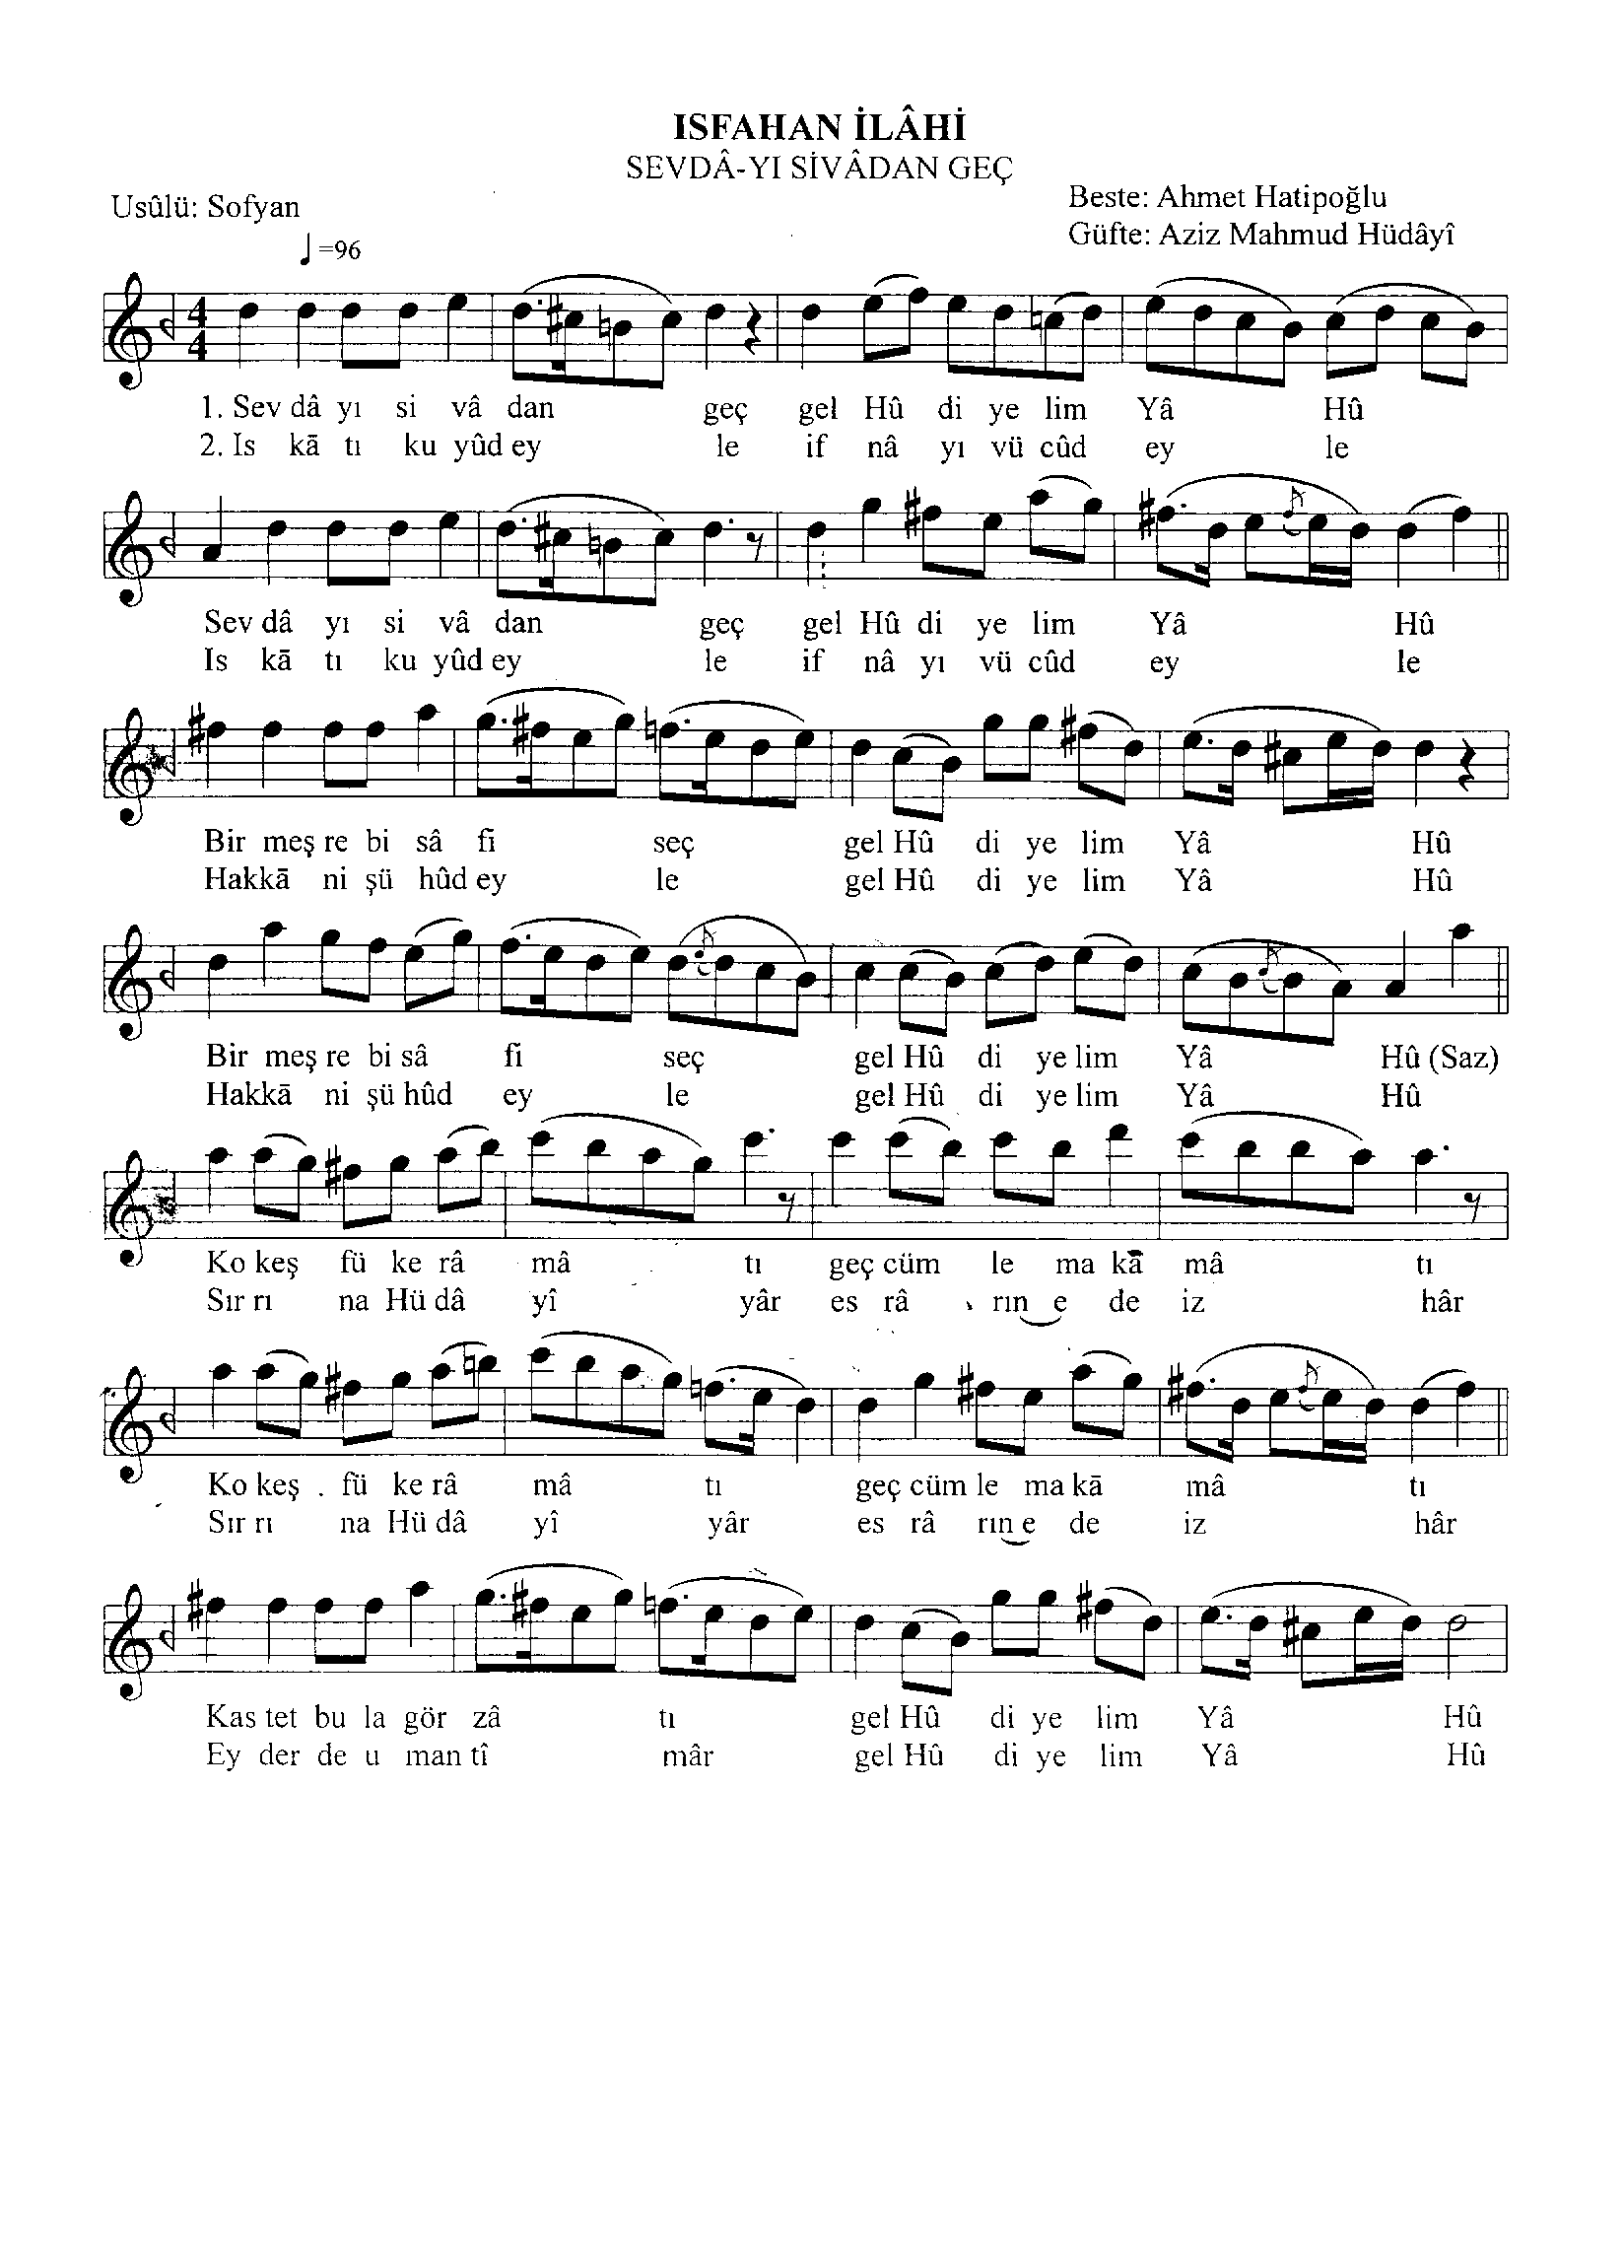 ISFAHAN İLÂHİ
SEVDÂ-YI SİVÂDAN GEÇ
Usûlü: Sofyan
Beste: Ahmet Hatipoğlu
Güfte: Aziz Mahmud Hüdâyî
=96
4
4
1. Sev dâ yı si vâ dan geç gel Hû di ye lim Yâ Hû
2. Is kā tı ku yûd ey le if nâ yı vü cûd ey le
Sev dâ yı si vâ dan geç gel Hû di ye lim Yâ Hû
Is kā tı ku yûd ey le if nâ yı vü cûd ey le
Bir meş re bi sâ fi seç gel Hû di ye lim Yâ Hû
Hakkā ni şü hûd ey le gel Hû di ye lim Yâ Hû
Bir meş re bi sâ fi seç gel Hû di ye lim Yâ Hû (Saz)
Hakkā ni şü hûd ey le gel Hû di ye lim Yâ Hû
Ko keş fü ke râ mâ tı geç cüm le ma kā mâ tı
Sır rı na Hü dâ yî yâr es râ rın e de iz hâr
Ko keş fü ke râ mâ tı geç cüm le ma kā mâ tı
Sır rı na Hü dâ yî yâr es râ rın e de iz hâr
Kas tet bu la gör zâ tı gel Hû di ye lim Yâ Hû
Ey der de u man tî mâr gel Hû di ye lim Yâ Hû